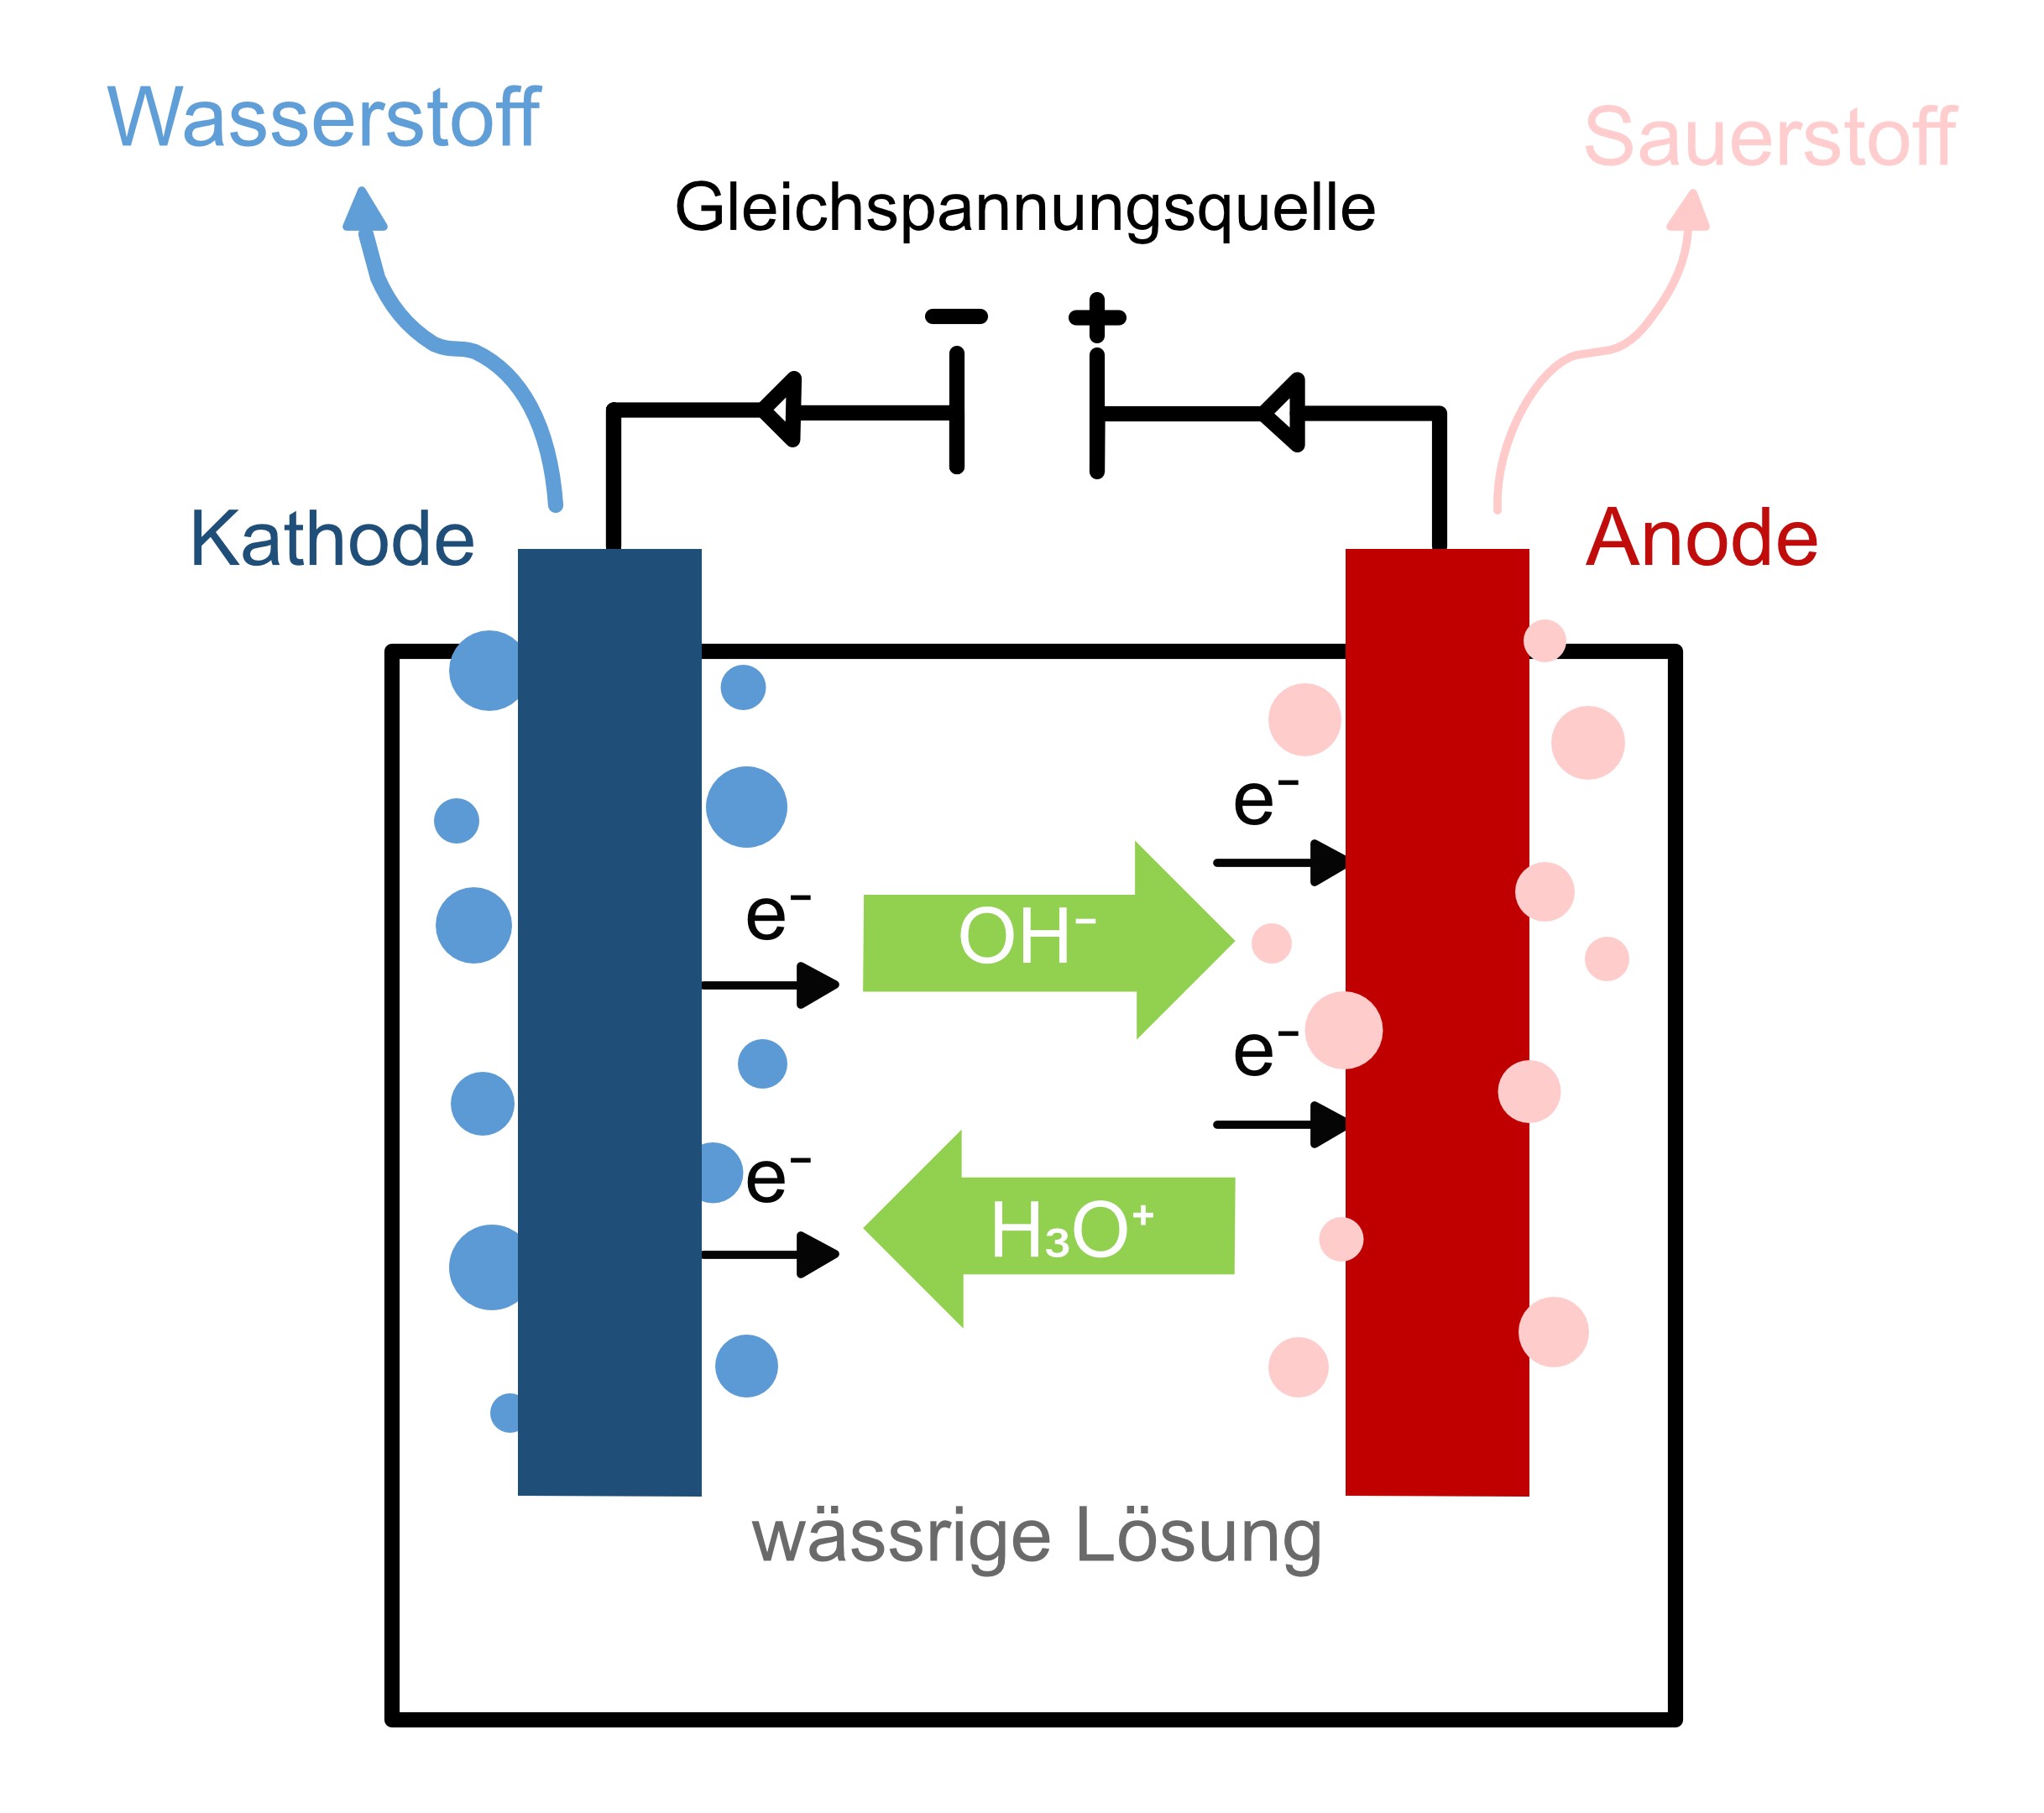 Wasserstoff
Sauerstoff
Gleichspannungsquelle
− +
Kathode
Anode
e⁻
e⁻
OH⁻
e⁻
e⁻
H₃O⁺
wässrige Lösung